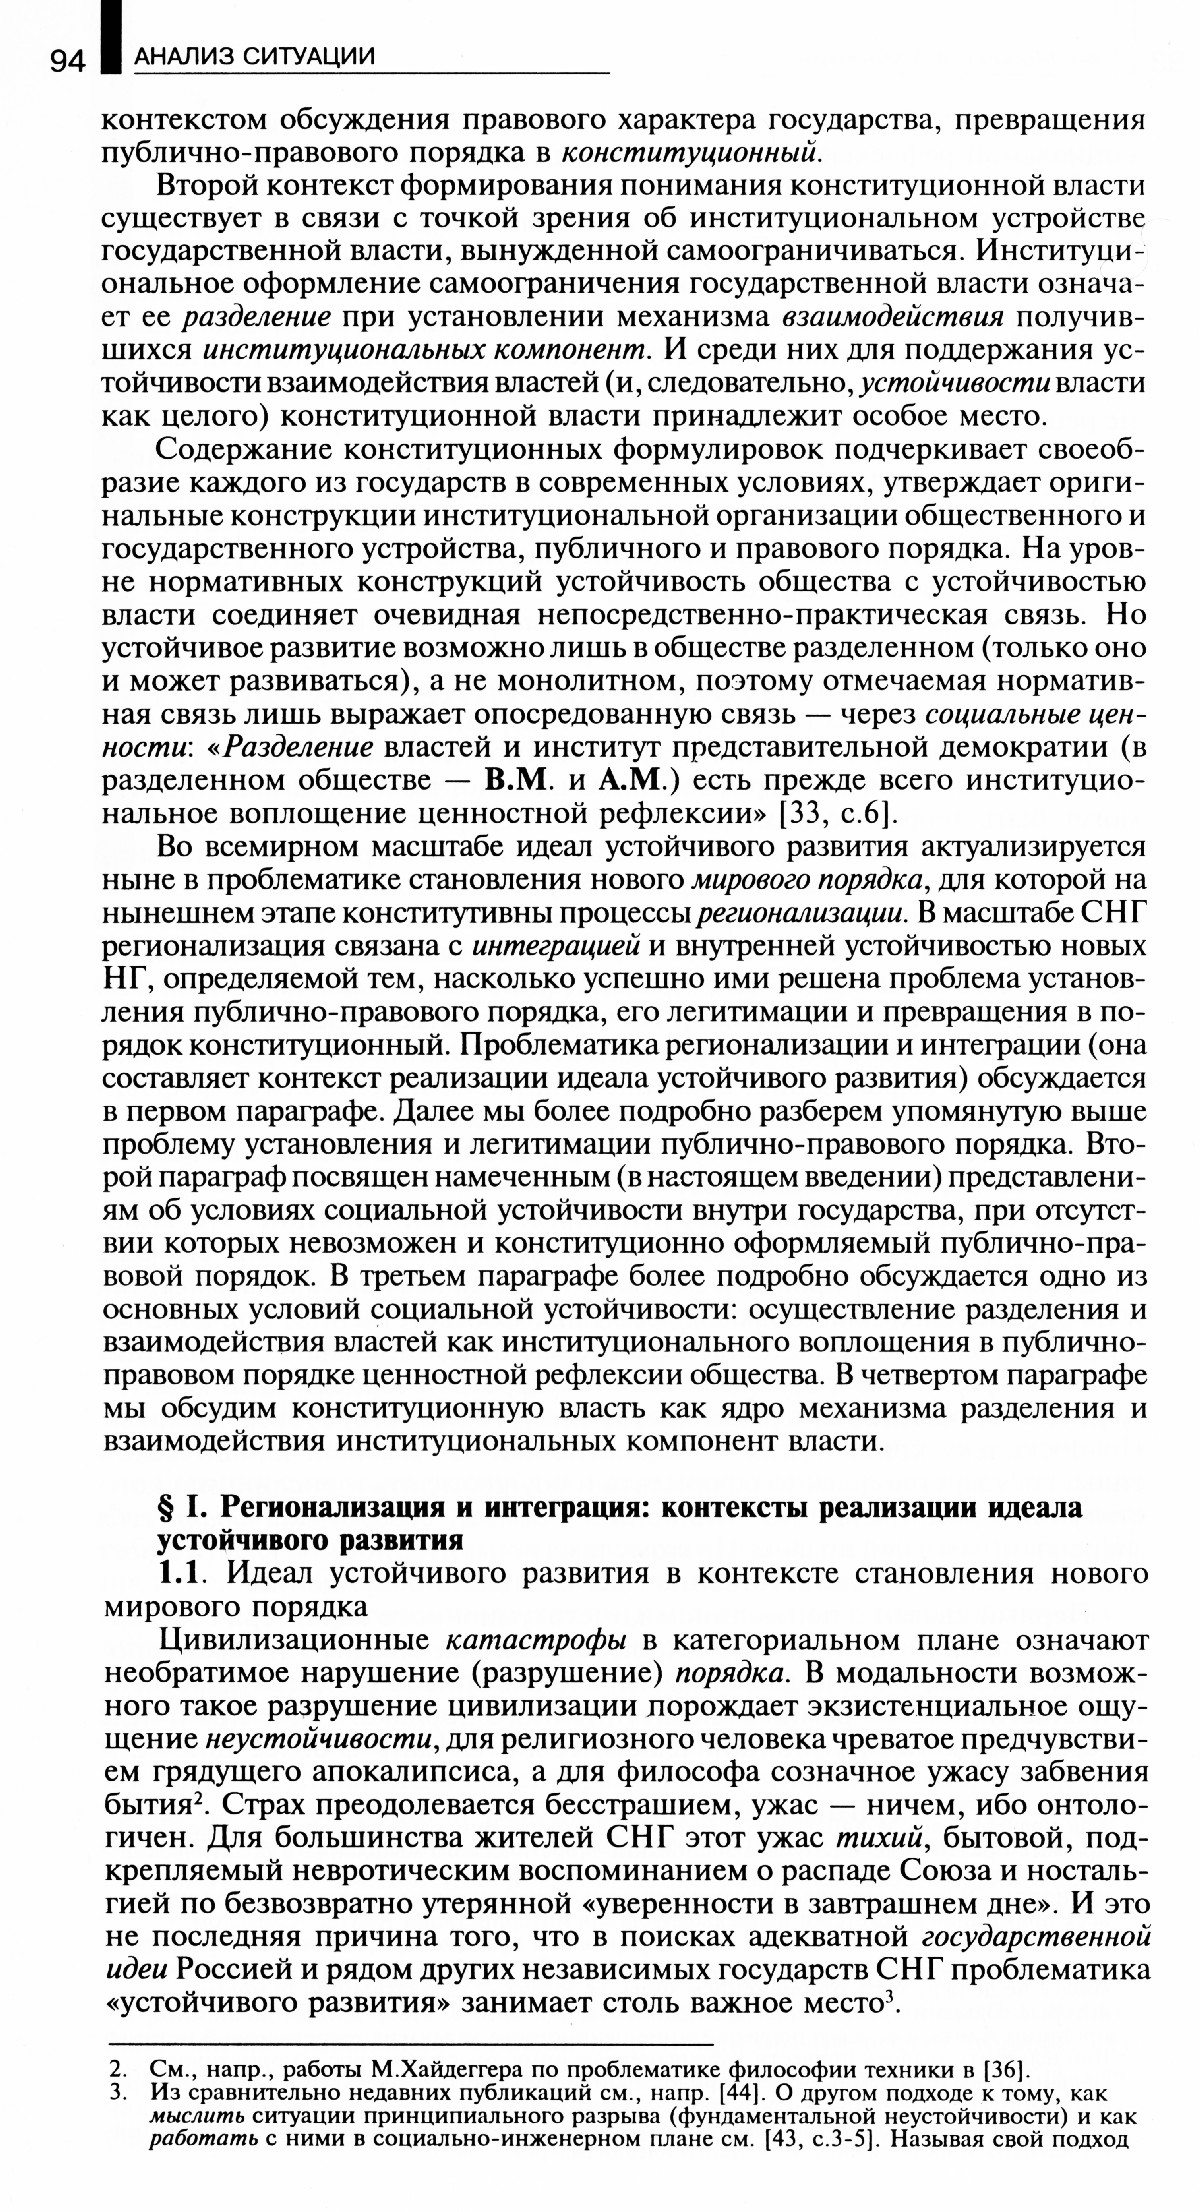 94
АНАЛИЗ СИТУАЦИИ
контекстом обсуждения правового характера государства, превращения
публично-правового порядка в конституционный.
Второй контекст формирования понимания конституционной власти
существует в связи с точкой зрения об институциональном устройстве
государственной власти, вынужденной самоограничиваться. Институци-
ональное оформление самоограничения государственной власти означа-
ет ее разделение при установлении механизма взаимодействия получив-
шихся институциональных компонент. И среди них для поддержания ус-
тойчивости взаимодействия властей (и, следовательно, устойчивости власти
как целого) конституционной власти принадлежит особое место.
Содержание конституционных формулировок подчеркивает своеоб-
разие каждого из государств в современных условиях, утверждает ориги-
нальные конструкции институциональной организации общественного и
государственного устройства, публичного и правового порядка. На уров-
не нормативных конструкций устойчивость общества с устойчивостью
власти соединяет очевидная непосредственно-практическая связь. Но
устойчивое развитие возможно лишь в обществе разделенном (только оно
и может развиваться), а не монолитном, поэтому отмечаемая норматив-
ная связь лишь выражает опосредованную связь — через социальные цен-
ности: «Разделение властей и институт представительной демократии (в
разделенном обществе — В.М. и А.М.) есть прежде всего институцио-
нальное воплощение ценностной рефлексии» [33, с.6].
Во всемирном масштабе идеал устойчивого развития актуализируется
ныне в проблематике становления нового мирового порядка, для которой на
нынешнем этапе конститутивны процессы регионализации. В масштабе СНГ
регионализация связана с интеграцией и внутренней устойчивостью новых
НГ, определяемой тем, насколько успешно ими решена проблема установ-
ления публично-правового порядка, его легитимации и превращения в по-
рядок конституционный. Проблематика регионализации и интеграции (она
составляет контекст реализации идеала устойчивого развития) обсуждается
в первом параграфе. Далее мы более подробно разберем упомянутую выше
проблему установления и легитимации публично-правового порядка. Вто-
рой параграф посвящен намеченным (в настоящем введении) представлени-
ям об условиях социальной устойчивости внутри государства, при отсутст-
вии которых невозможен и конституционно оформляемый публично-пра-
вовой порядок. В третьем параграфе более подробно обсуждается одно из
основных условий социальной устойчивости: осуществление разделения и
взаимодействия властей как институционального воплощения в публично-
правовом порядке ценностной рефлексии общества. В четвертом параграфе
мы обсудим конституционную власть как ядро механизма разделения и
взаимодействия институциональных компонент власти.
§ I. Регионализация и интеграция: контексты реализации идеала
устойчивого развития
1.1. Идеал устойчивого развития в контексте становления нового
мирового порядка
Цивилизационные катастрофы в категориальном плане означают
необратимое нарушение (разрушение) порядка. В модальности возмож-
ного такое разрушение цивилизации порождает экзистенциальное ощу-
щение неустойчивости, для религиозного человека чреватое предчувстви-
ем грядущего апокалипсиса, а для философа созначное ужасу забвения
бытия². Страх преодолевается бесстрашием, ужас — ничем, ибо онтоло-
гичен. Для большинства жителей СНГ этот ужас тихий, бытовой, под-
крепляемый невротическим воспоминанием о распаде Союза и носталь-
гией по безвозвратно утерянной «уверенности в завтрашнем дне». И это
не последняя причина того, что в поисках адекватной государственной
идеи Россией и рядом других независимых государств СНГ проблематика
«устойчивого развития» занимает столь важное место³.
2. См., напр., работы М.Хайдеггера по проблематике философии техники в [36].
3. Из сравнительно недавних публикаций см., напр. [44]. О другом подходе к тому, как
мыслить ситуации принципиального разрыва (фундаментальной неустойчивости) и как
работать с ними в социально-инженерном плане см. [43, с.3-5]. Называя свой подход